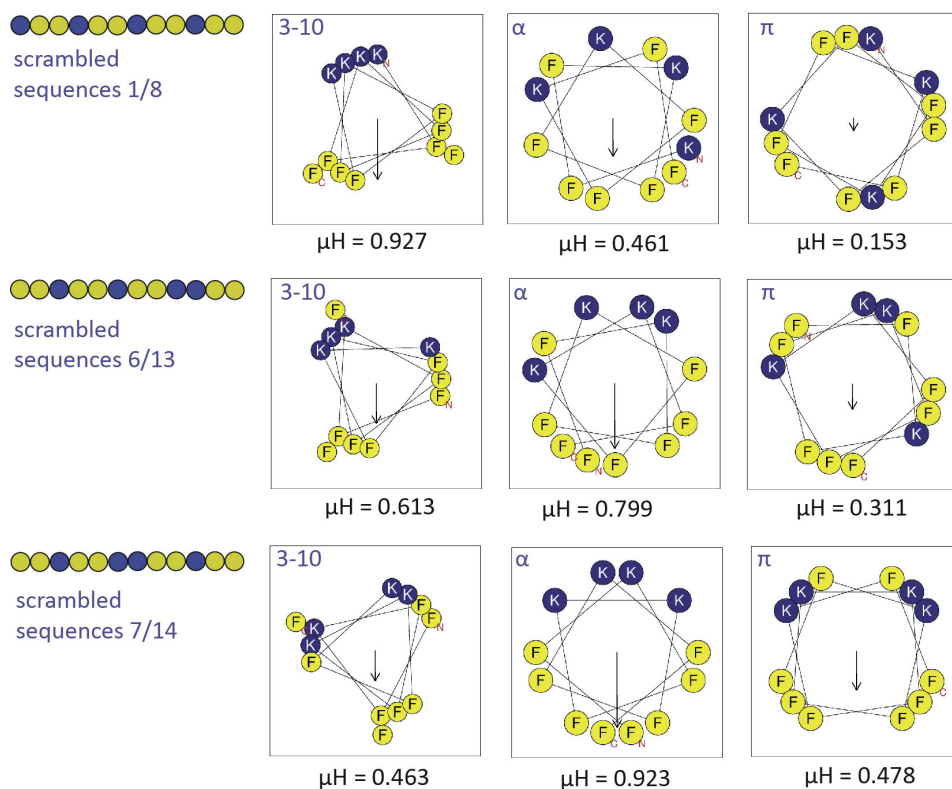 scrambled
sequences 1/8
3-10
K K K K N
F
F
F F
F F F F
C
μH = 0.927
α
K
F
F K
K
F
F K N
F C
F F F
μH = 0.461
π
F F K
N
K
F
K F
F
F C
F K F
μH = 0.153
scrambled
sequences 6/13
3-10
F
K K
K K
F
F
F N
F F F F
μH = 0.613
α
K K K
F
K F
F F
F C F
F N F
μH = 0.799
π
K K F
F N
F
K
F
F
K
F F F
C
μH = 0.311
scrambled
sequences 7/14
3-10
K K
F
F N
F K
K
F
F F F
F
μH = 0.463
α
K K
K K
F F
F F
F F C F N F
μH = 0.923
π
F F
K K
K K
F F C
F F
F F
μH = 0.478